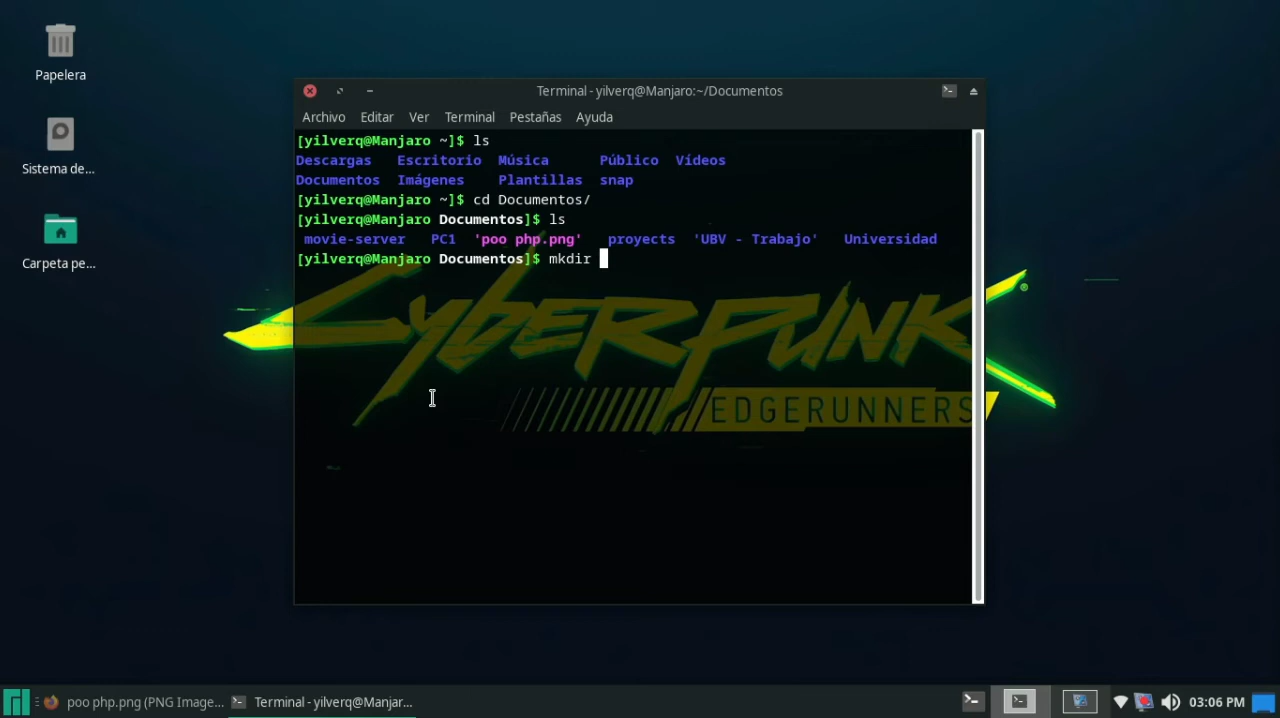 Papelera
Sistema de...
Carpeta pe...
Terminal - yilverq@Manjaro:~/Documentos
Archivo Editar Ver Terminal Pestañas Ayuda
[yilverq@Manjaro ~]$ ls
Descargas Escritorio Música Público Vídeos
Documentos Imágenes Plantillas snap
[yilverq@Manjaro ~]$ cd Documentos/
[yilverq@Manjaro Documentos]$ ls
movie-server PC1 'poo php.png' proyects 'UBV - Trabajo' Universidad
[yilverq@Manjaro Documentos]$ mkdir
CYBERPUNK
EDGERUNNERS
poo php.png (PNG Image... Terminal - yilverq@Manjar... 03:06 PM